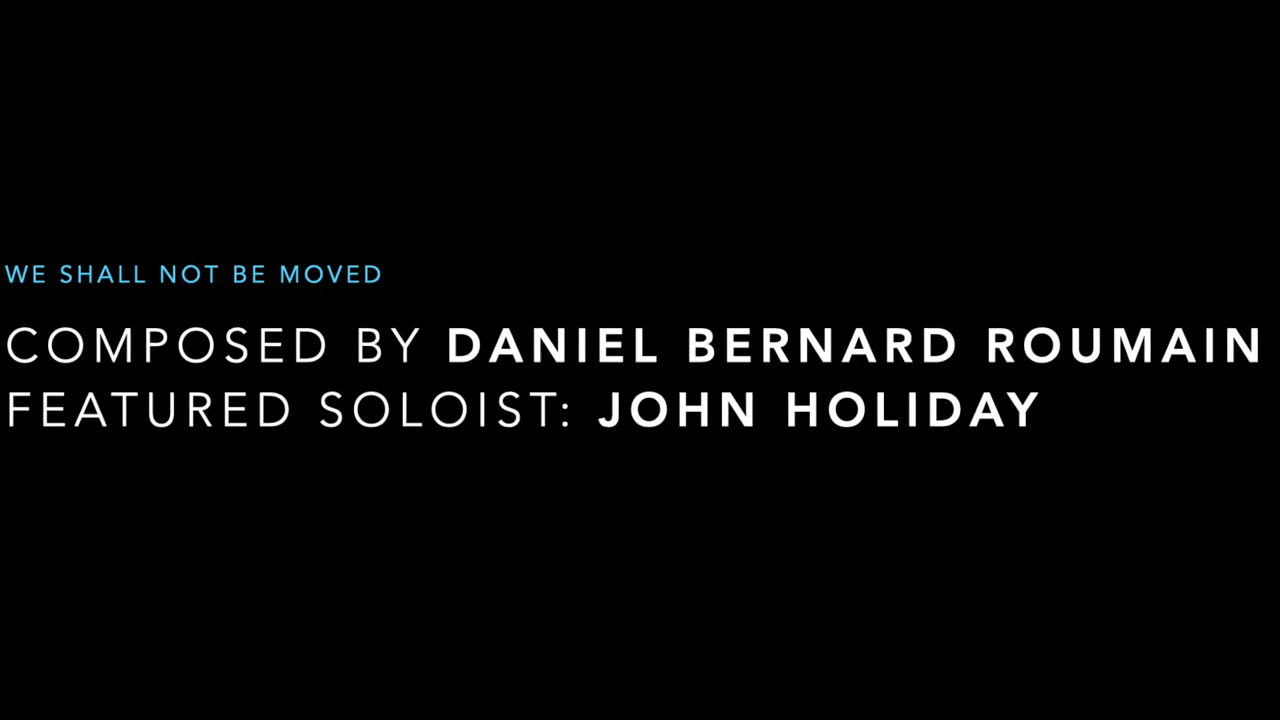 WE SHALL NOT BE MOVED
COMPOSED BY DANIEL BERNARD ROUMAIN
FEATURED SOLOIST: JOHN HOLIDAY